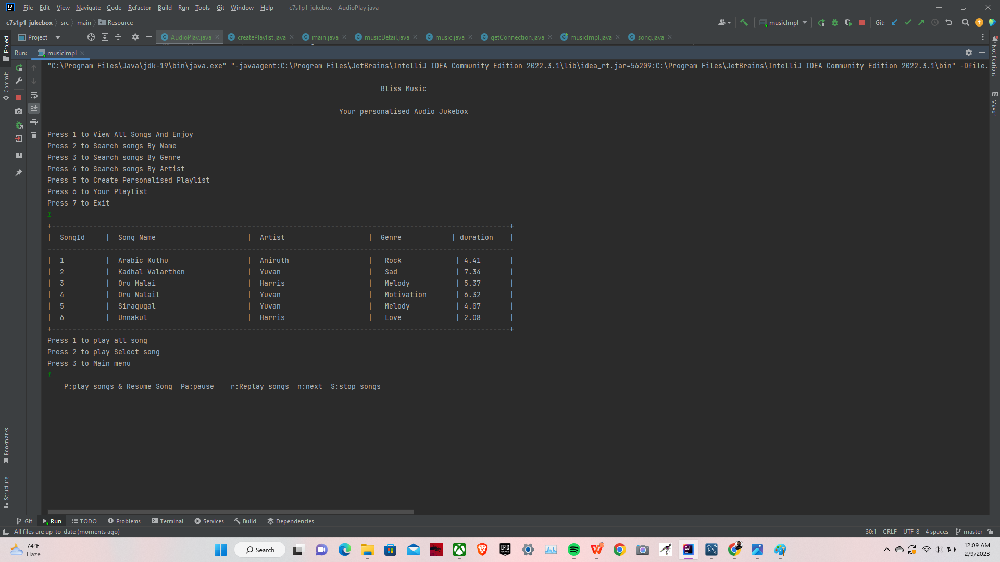 File Edit View Navigate Code Refactor Build Run Tools Git Window Help c7s1p1-jukebox - AudioPlay.java
c7s1p1-jukebox src main Resource musicImpl Git:
Project AudioPlay.java createPlaylist.java main.java musicDetail.java music.java getConnection.java musicImpl.java song.java
Run: musicImpl
Project
Commit
Bookmarks
Structure
Notifications
Maven
"C:\Program Files\Java\jdk-19\bin\java.exe" "-javaagent:C:\Program Files\JetBrains\IntelliJ IDEA Community Edition 2022.3.1\lib\idea_rt.jar=56209:C:\Program Files\JetBrains\IntelliJ IDEA Community Edition 2022.3.1\bin" -Dfile.
Bliss Music
Your personalised Audio Jukebox
Press 1 to View All Songs And Enjoy
Press 2 to Search songs By Name
Press 3 to Search songs By Genre
Press 4 to Search songs By Artist
Press 5 to Create Personalised Playlist
Press 6 to Your Playlist
Press 7 to Exit
1
| SongId | Song Name | Artist | Genre | duration |
| 1 | Arabic Kuthu | Aniruth | Rock | 4.41 |
| 2 | Kadhal Valarthen | Yuvan | Sad | 7.34 |
| 3 | Oru Malai | Harris | Melody | 5.37 |
| 4 | Oru Nalail | Yuvan | Motivation | 6.32 |
| 5 | Siragugal | Yuvan | Melody | 4.07 |
| 6 | Unnakul | Harris | Love | 2.08 |
Press 1 to play all song
Press 2 to play Select song
Press 3 to Main menu
1
P:play songs & Resume Song Pa:pause r:Replay songs n:next S:stop songs
Git Run TODO Problems Terminal Services Build Dependencies
All files are up-to-date (moments ago) 30:1 CRLF UTF-8 4 spaces master
74°F
Haze
Search
12:09 AM
2/9/2023